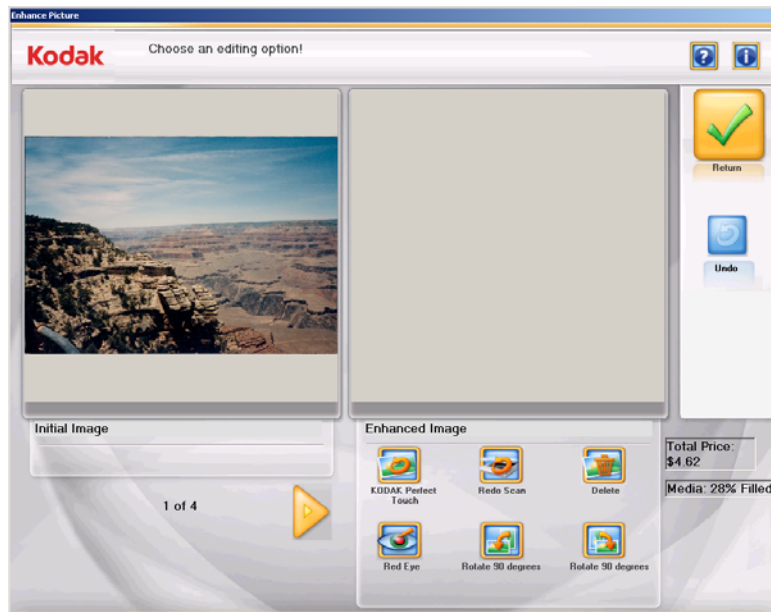 Enhance Picture
Kodak
Choose an editing option!
?
i
Return
Undo
Initial Image
1 of 4
Enhanced Image
KODAK Perfect
Touch
Redo Scan
Delete
Red Eye
Rotate 90 degrees
Rotate 90 degrees
Total Price:
$4.62
Media: 28% Filled